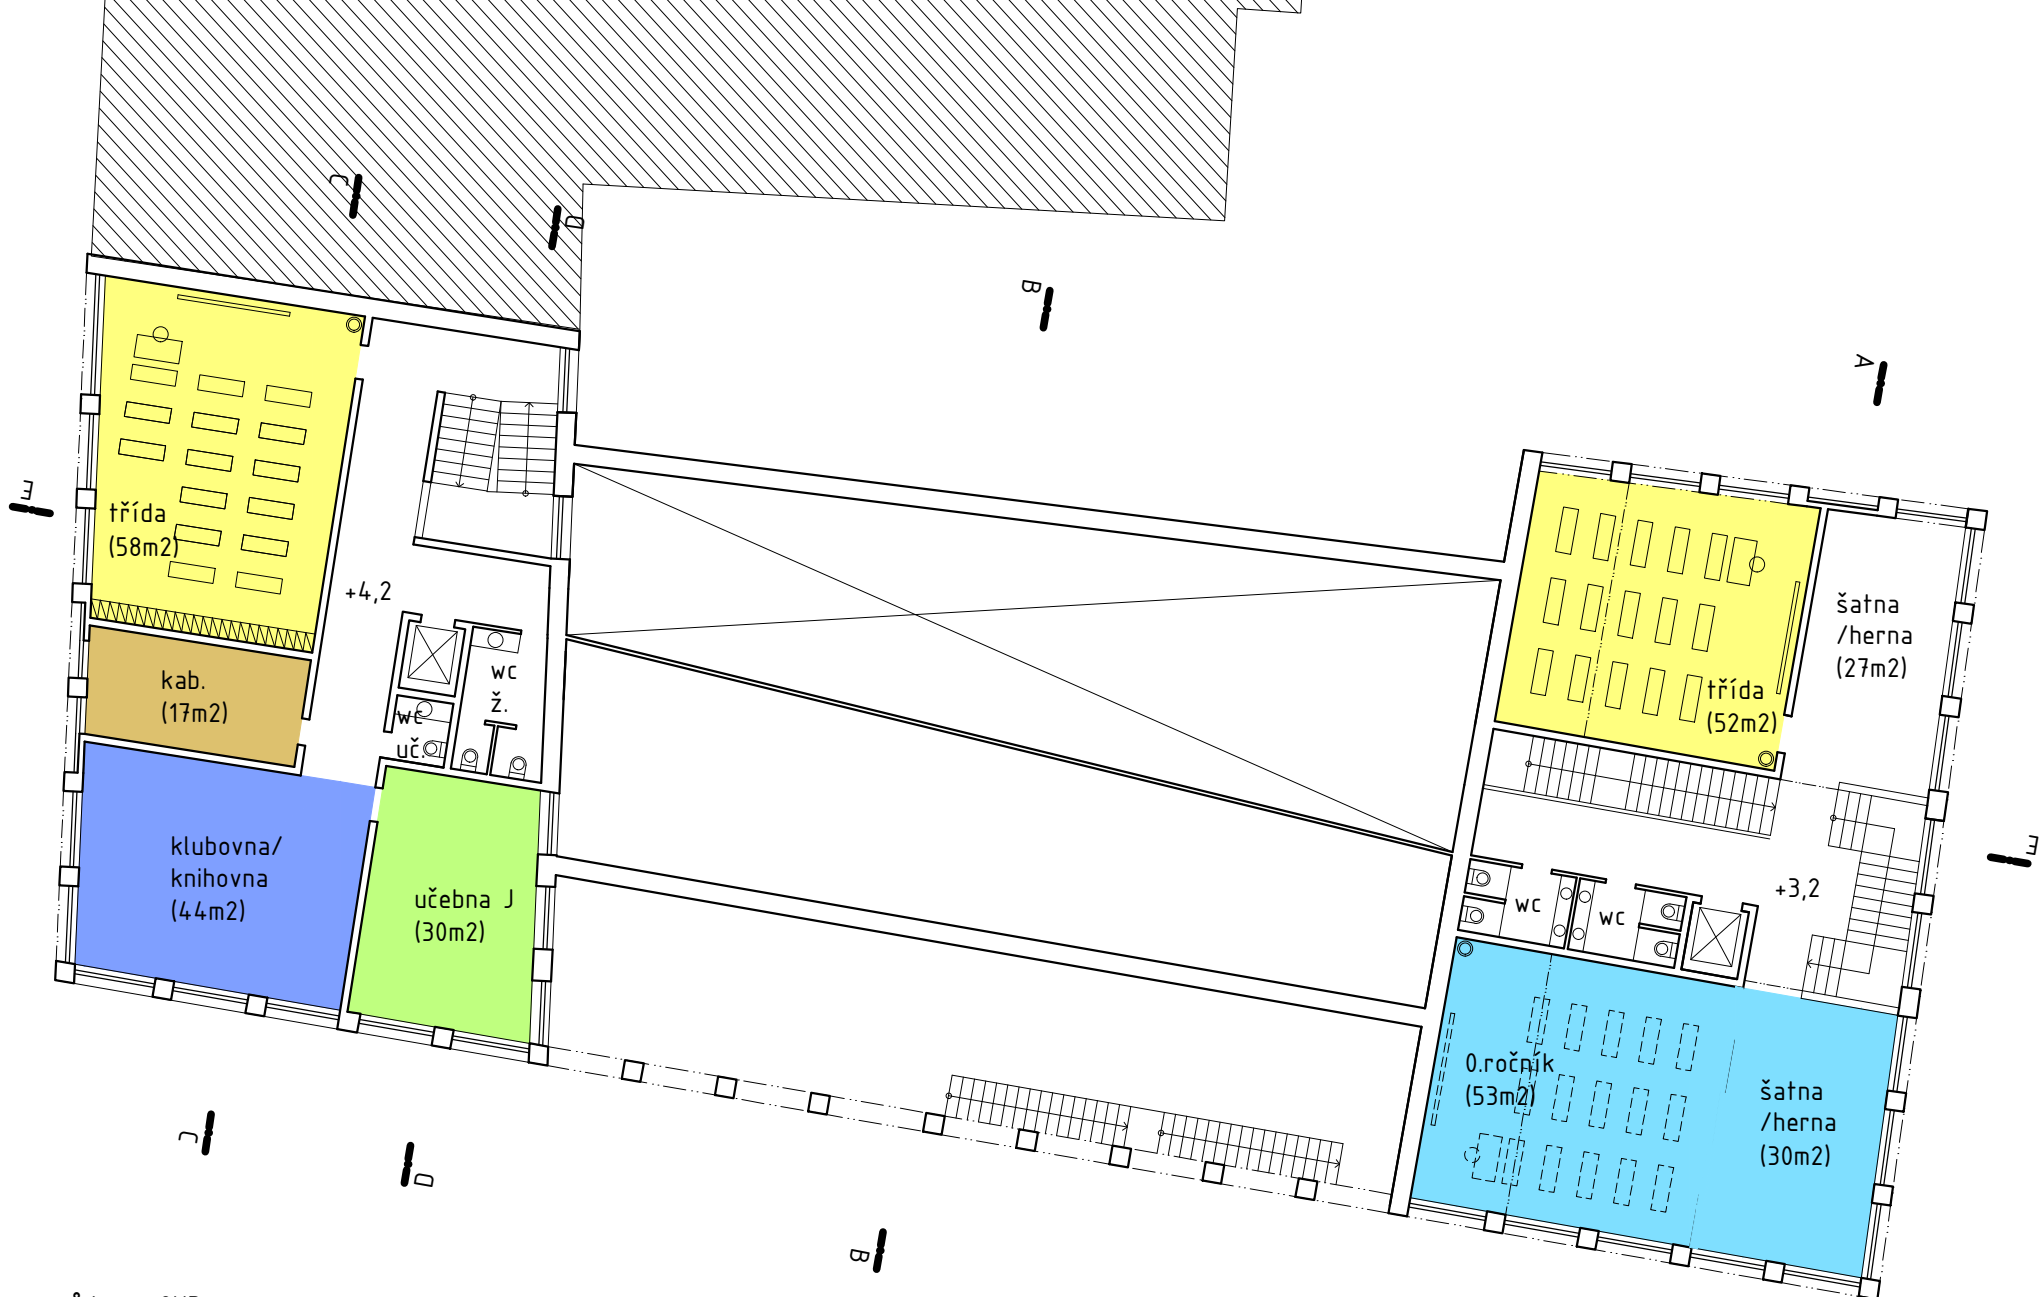 C
D
B
A
E
třída
(58m2)
+4,2
kab.
(17m2)
wc
ž.
wc
uč.
klubovna/
knihovna
(44m2)
učebna J
(30m2)
třída
(52m2)
šatna
/herna
(27m2)
+3,2
E
wc
wc
0.ročník
(53m2)
šatna
/herna
(30m2)
C
D
B